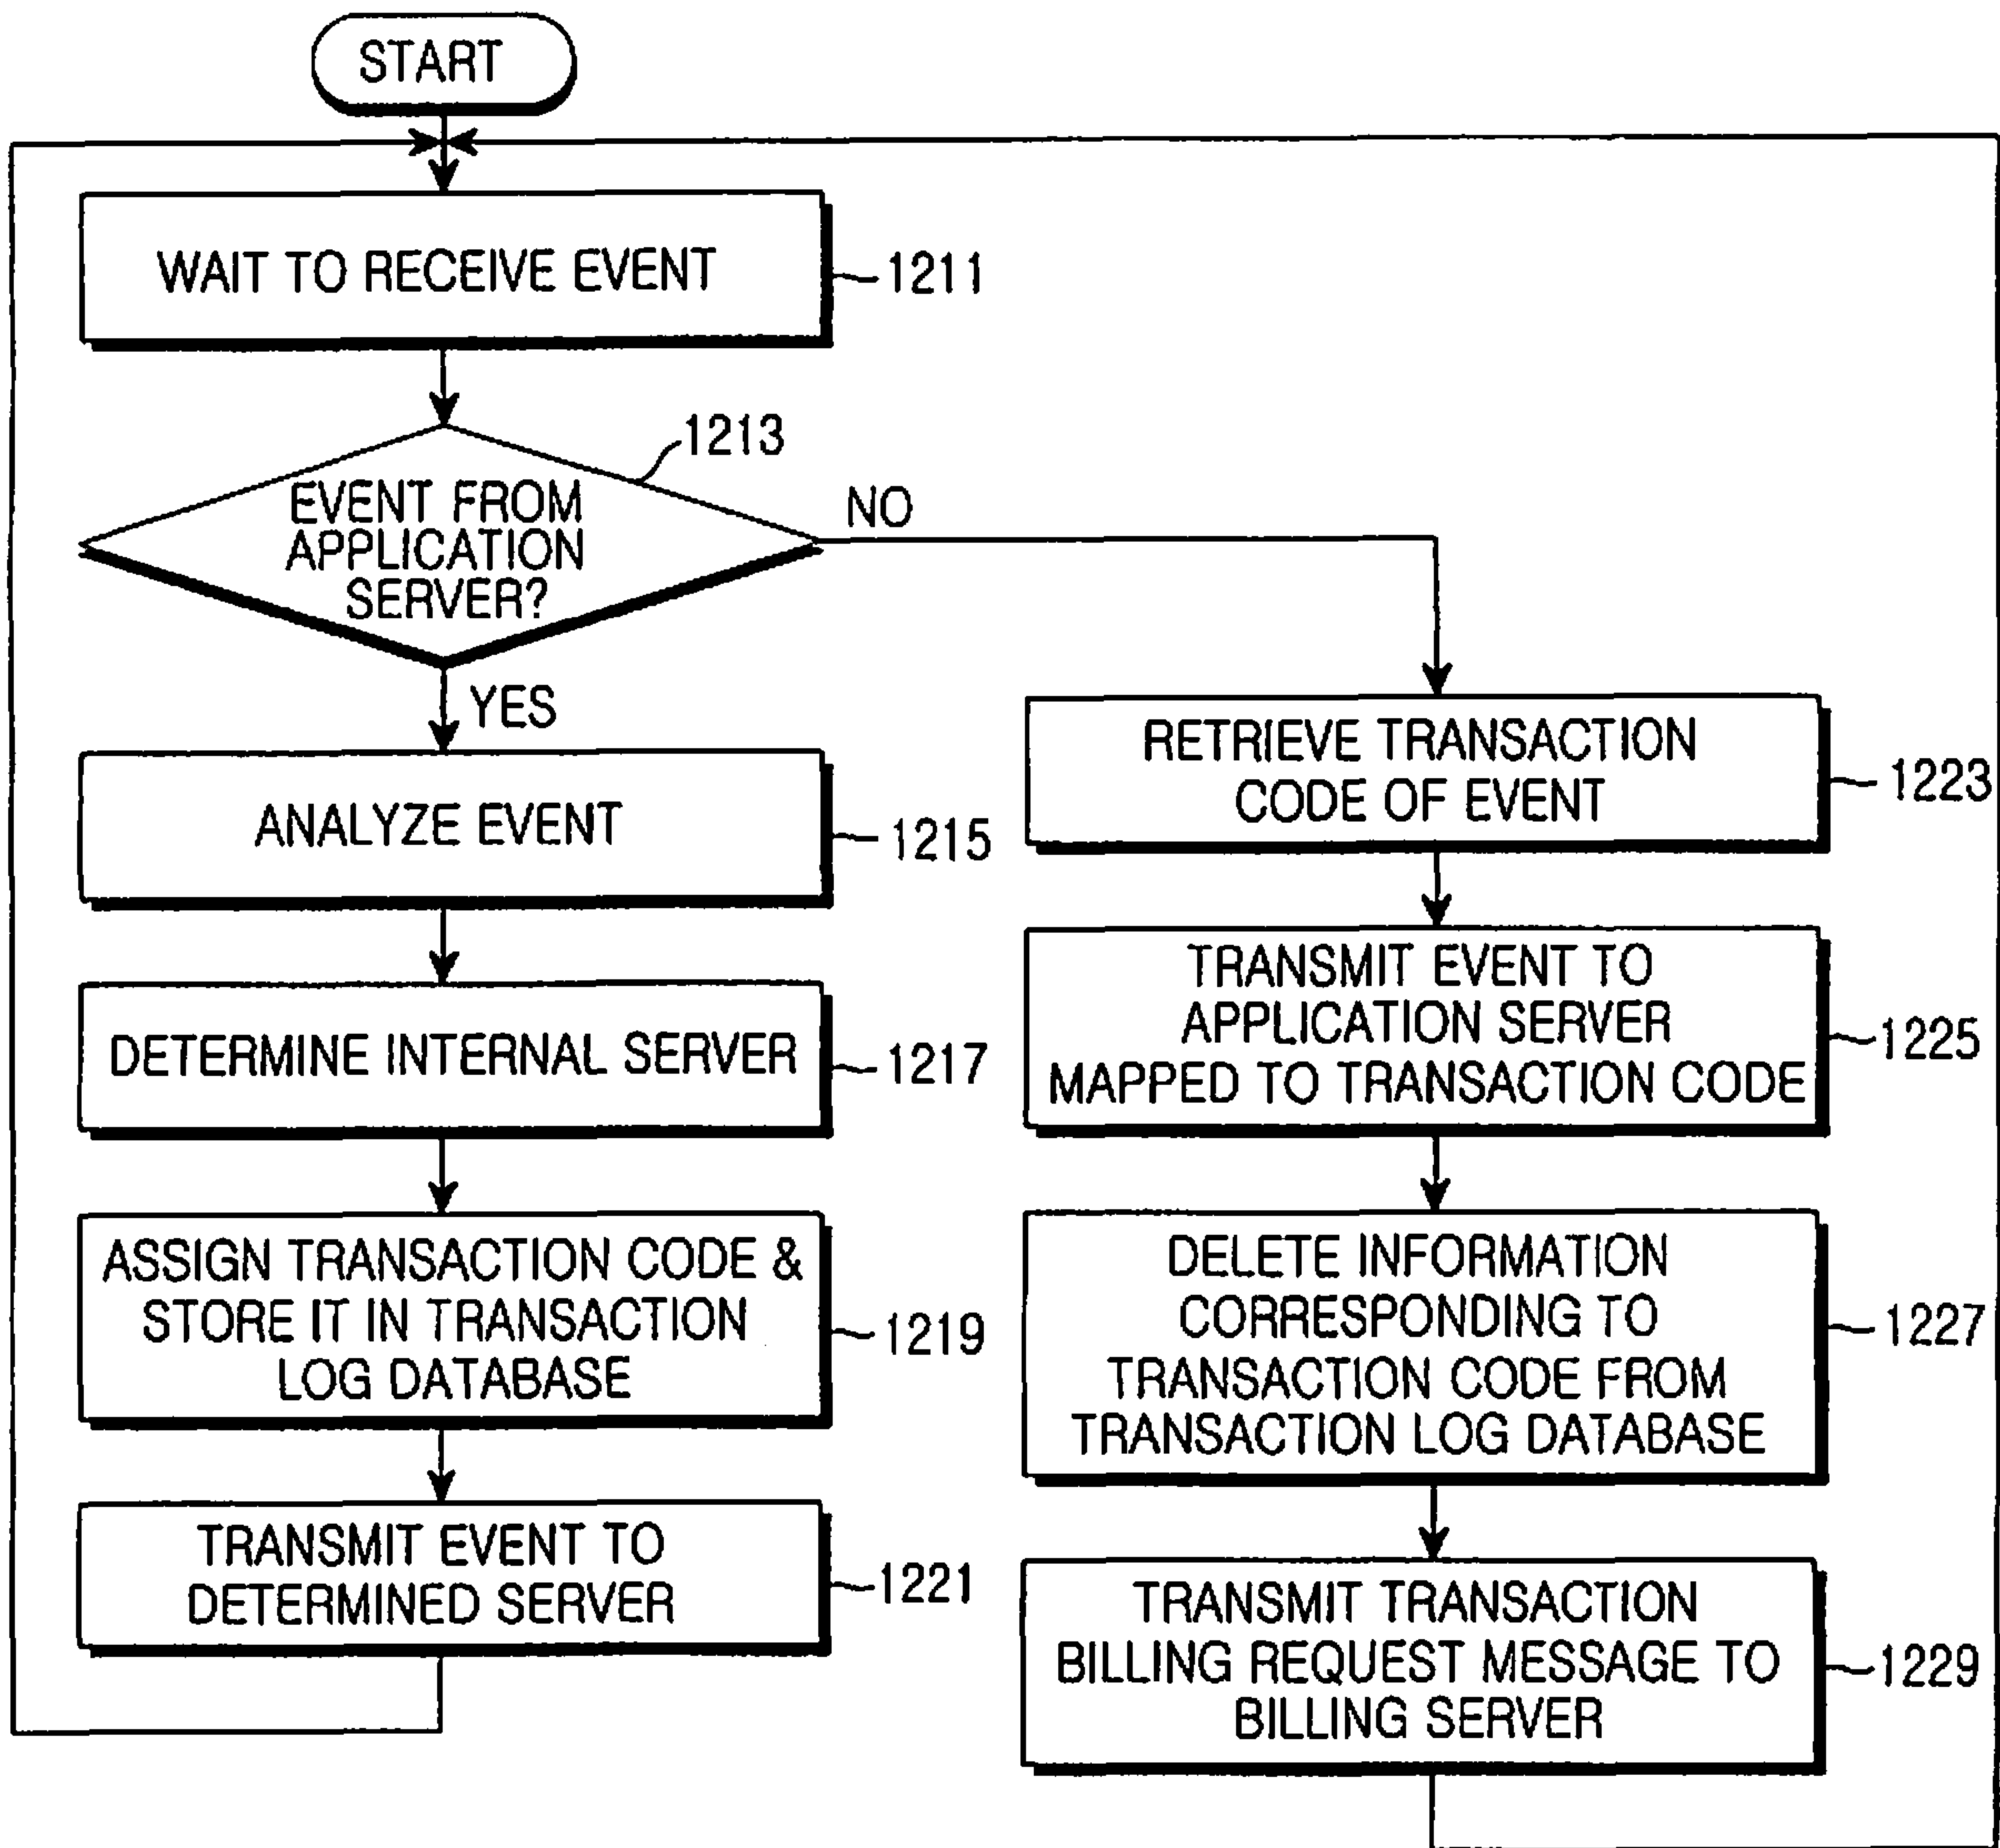 START
WAIT TO RECEIVE EVENT
1211
1213
EVENT FROM
APPLICATION
SERVER?
NO
YES
ANALYZE EVENT
1215
DETERMINE INTERNAL SERVER
1217
ASSIGN TRANSACTION CODE &
STORE IT IN TRANSACTION
LOG DATABASE
1219
TRANSMIT EVENT TO
DETERMINED SERVER
1221
RETRIEVE TRANSACTION
CODE OF EVENT
1223
TRANSMIT EVENT TO
APPLICATION SERVER
MAPPED TO TRANSACTION CODE
1225
DELETE INFORMATION
CORRESPONDING TO
TRANSACTION CODE FROM
TRANSACTION LOG DATABASE
1227
TRANSMIT TRANSACTION
BILLING REQUEST MESSAGE TO
BILLING SERVER
1229